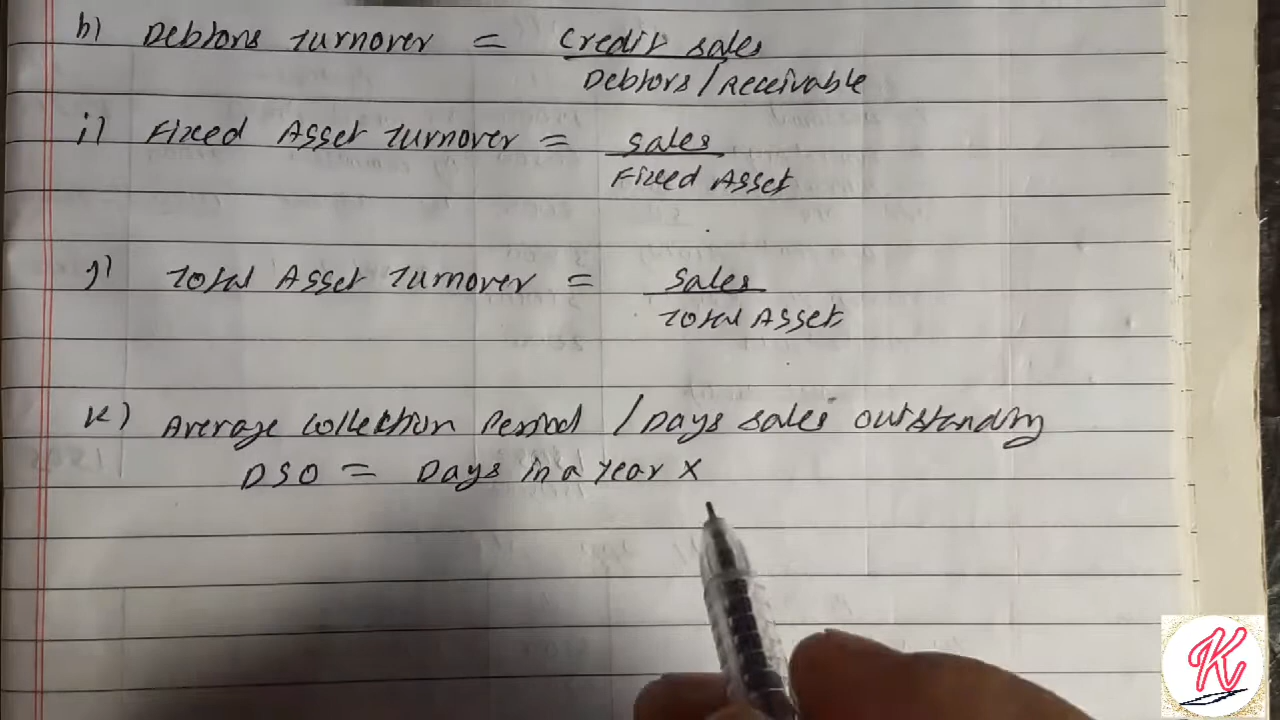 h) Debtors Turnover = Credit sales
Debtors / Receivable
i) Fixed Asset Turnover = Sales
Fixed Asset
j) Total Asset Turnover = Sales
Total Asset
k) Average Collection Period / Days sales outstanding
DSO = Days in a year x
K